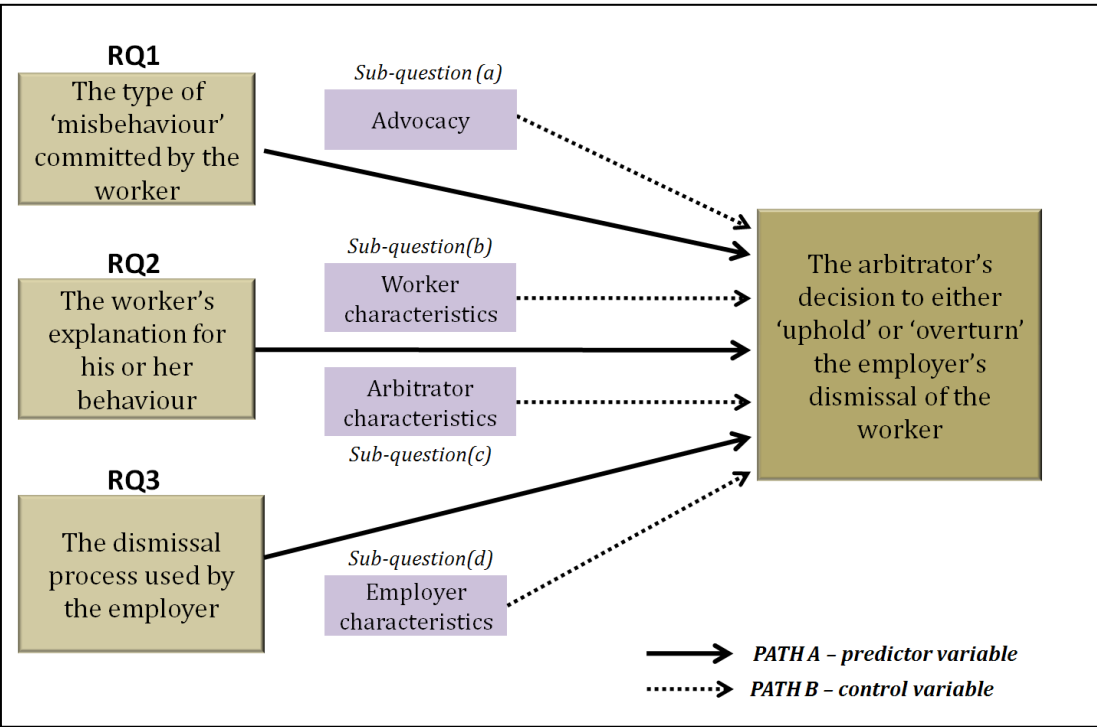 RQ1
The type of
‘misbehaviour’
committed by the
worker
Sub-question (a)
Advocacy
RQ2
The worker’s
explanation for
his or her
behaviour
Sub-question(b)
Worker
characteristics
Arbitrator
characteristics
Sub-question(c)
RQ3
The dismissal
process used by
the employer
Sub-question(d)
Employer
characteristics
The arbitrator’s
decision to either
‘uphold’ or ‘overturn’
the employer’s
dismissal of the
worker
PATH A – predictor variable
PATH B – control variable